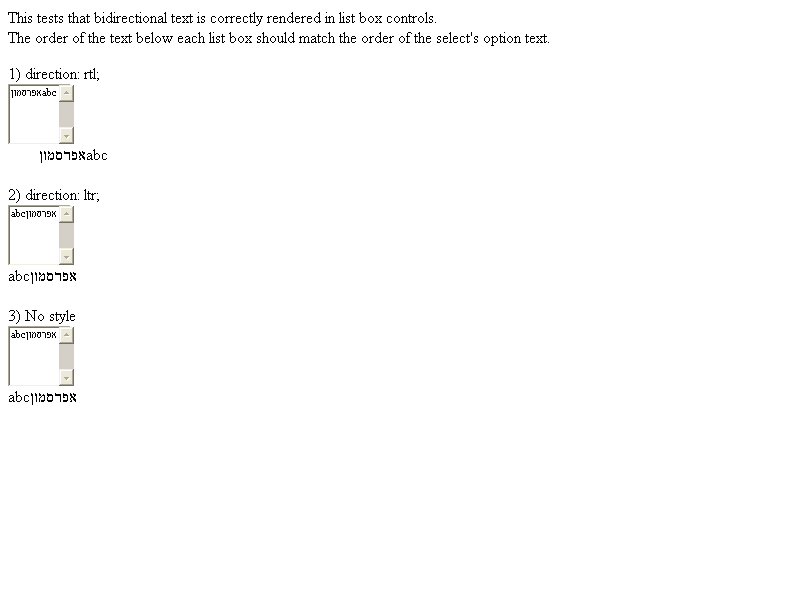 This tests that bidirectional text is correctly rendered in list box controls.
The order of the text below each list box should match the order of the select's option text.
1) direction: rtl;
abcאפרסמון
abcאפרסמון
2) direction: ltr;
abcאפרסמון
abcאפרסמון
3) No style
abcאפרסמון
abcאפרסמון